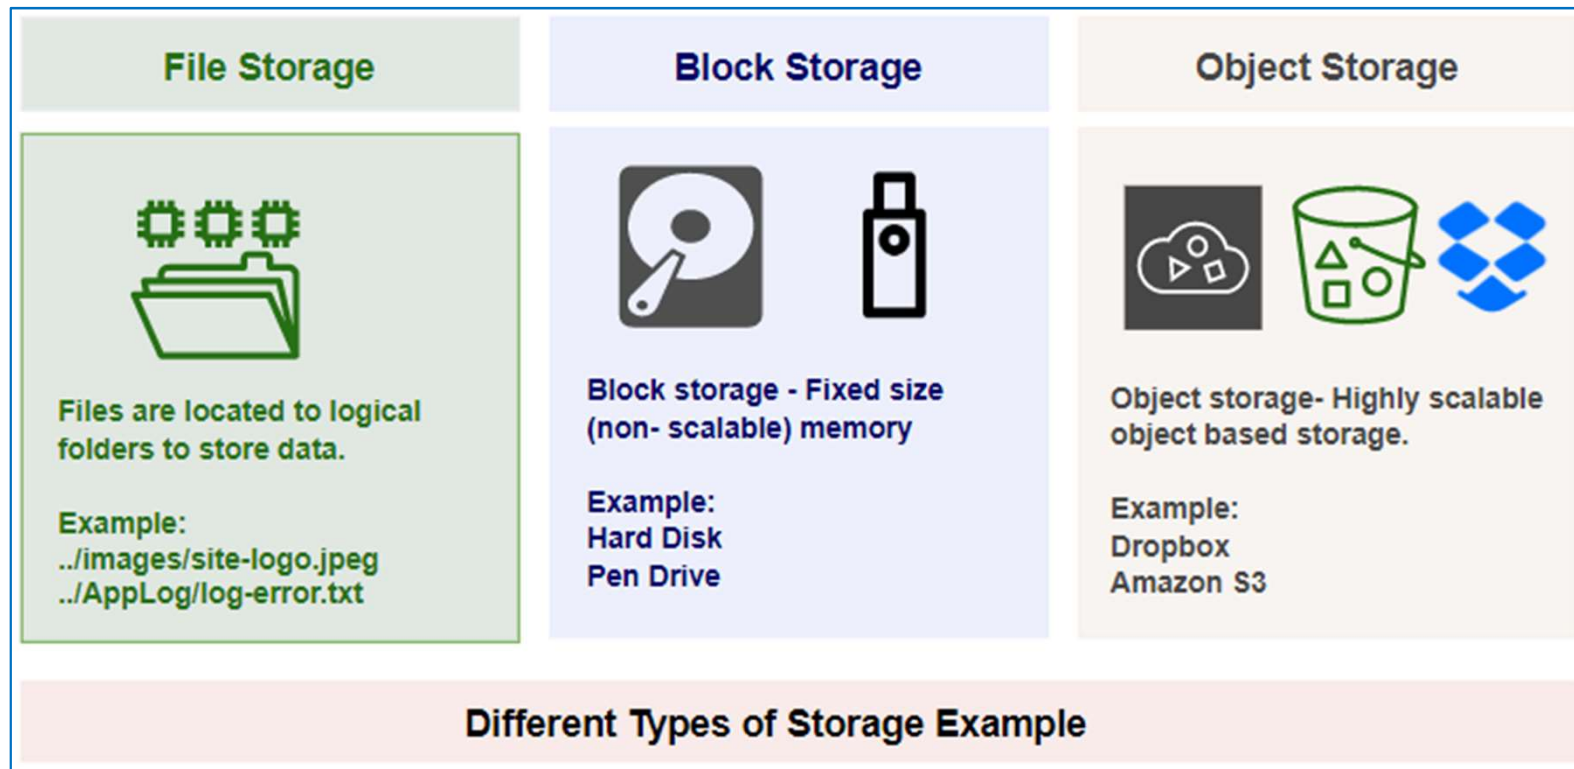 File Storage
Files are located to logical
folders to store data.
Example:
../images/site-logo.jpeg
../AppLog/log-error.txt
Block Storage
Block storage - Fixed size
(non- scalable) memory
Example:
Hard Disk
Pen Drive
Object Storage
Object storage- Highly scalable
object based storage.
Example:
Dropbox
Amazon S3
Different Types of Storage Example